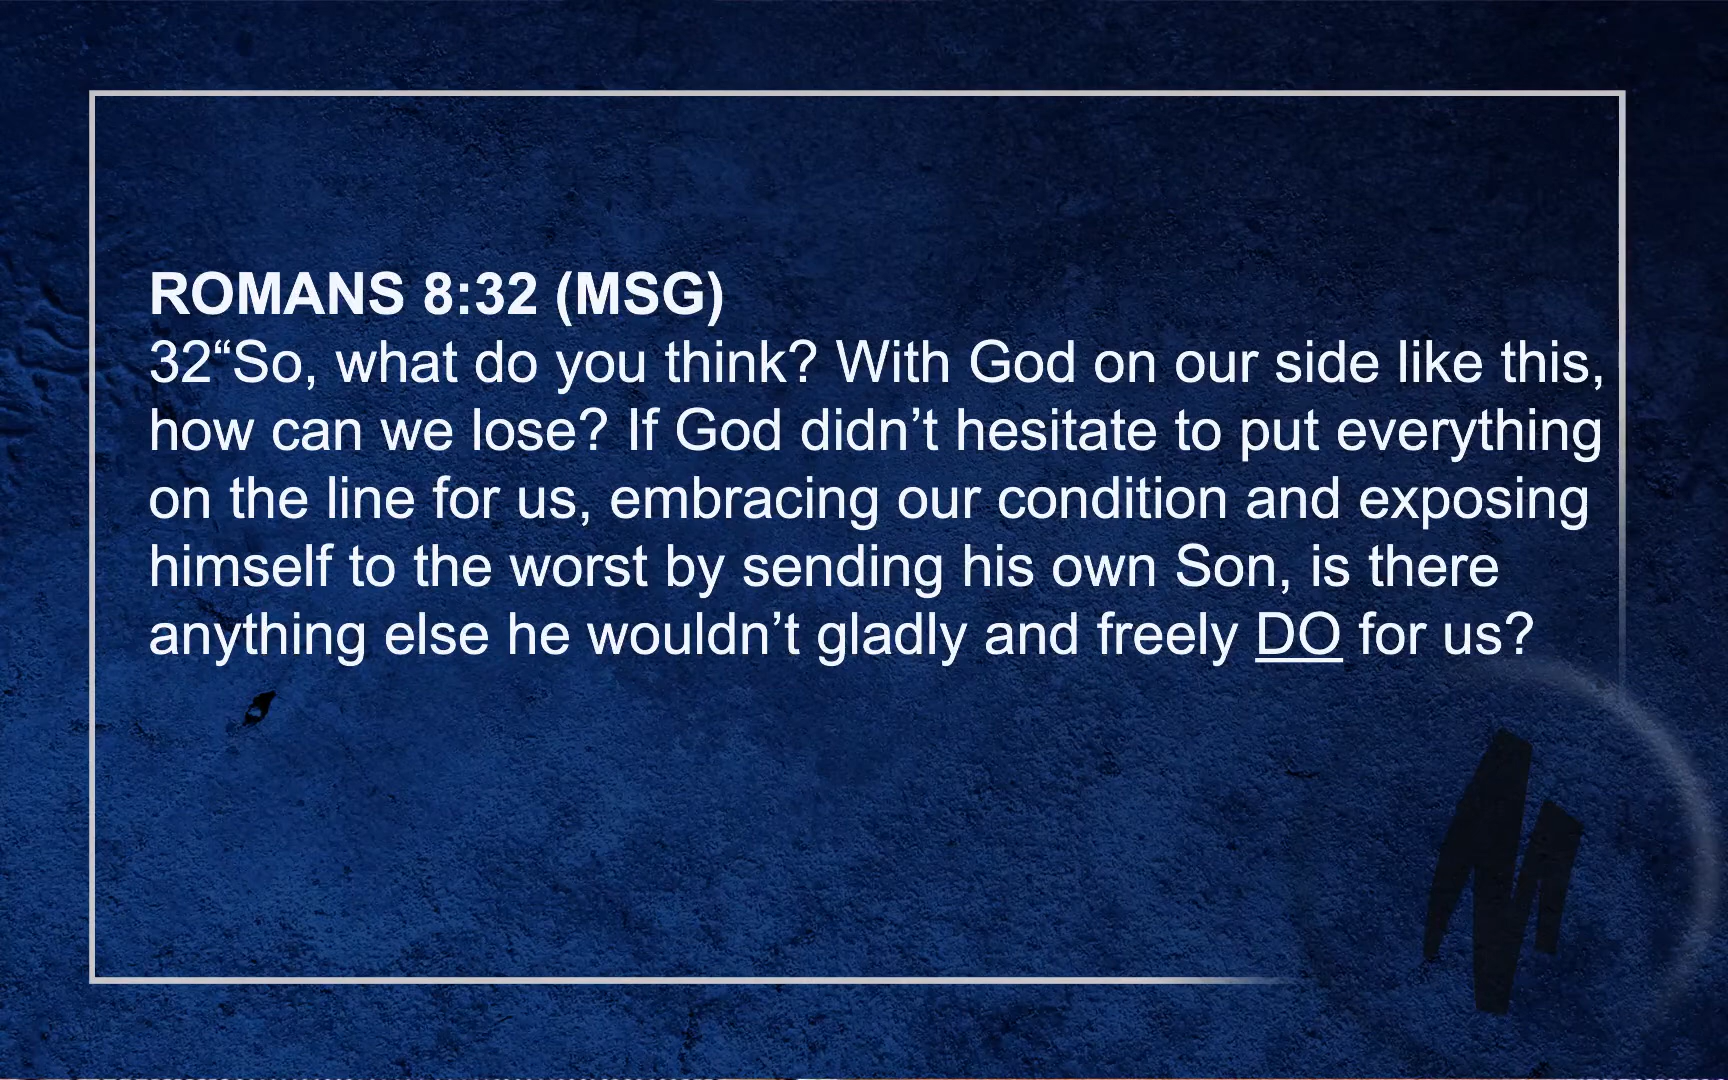 ROMANS 8:32 (MSG)
32“So, what do you think? With God on our side like this,
how can we lose? If God didn’t hesitate to put everything
on the line for us, embracing our condition and exposing
himself to the worst by sending his own Son, is there
anything else he wouldn’t gladly and freely DO for us?